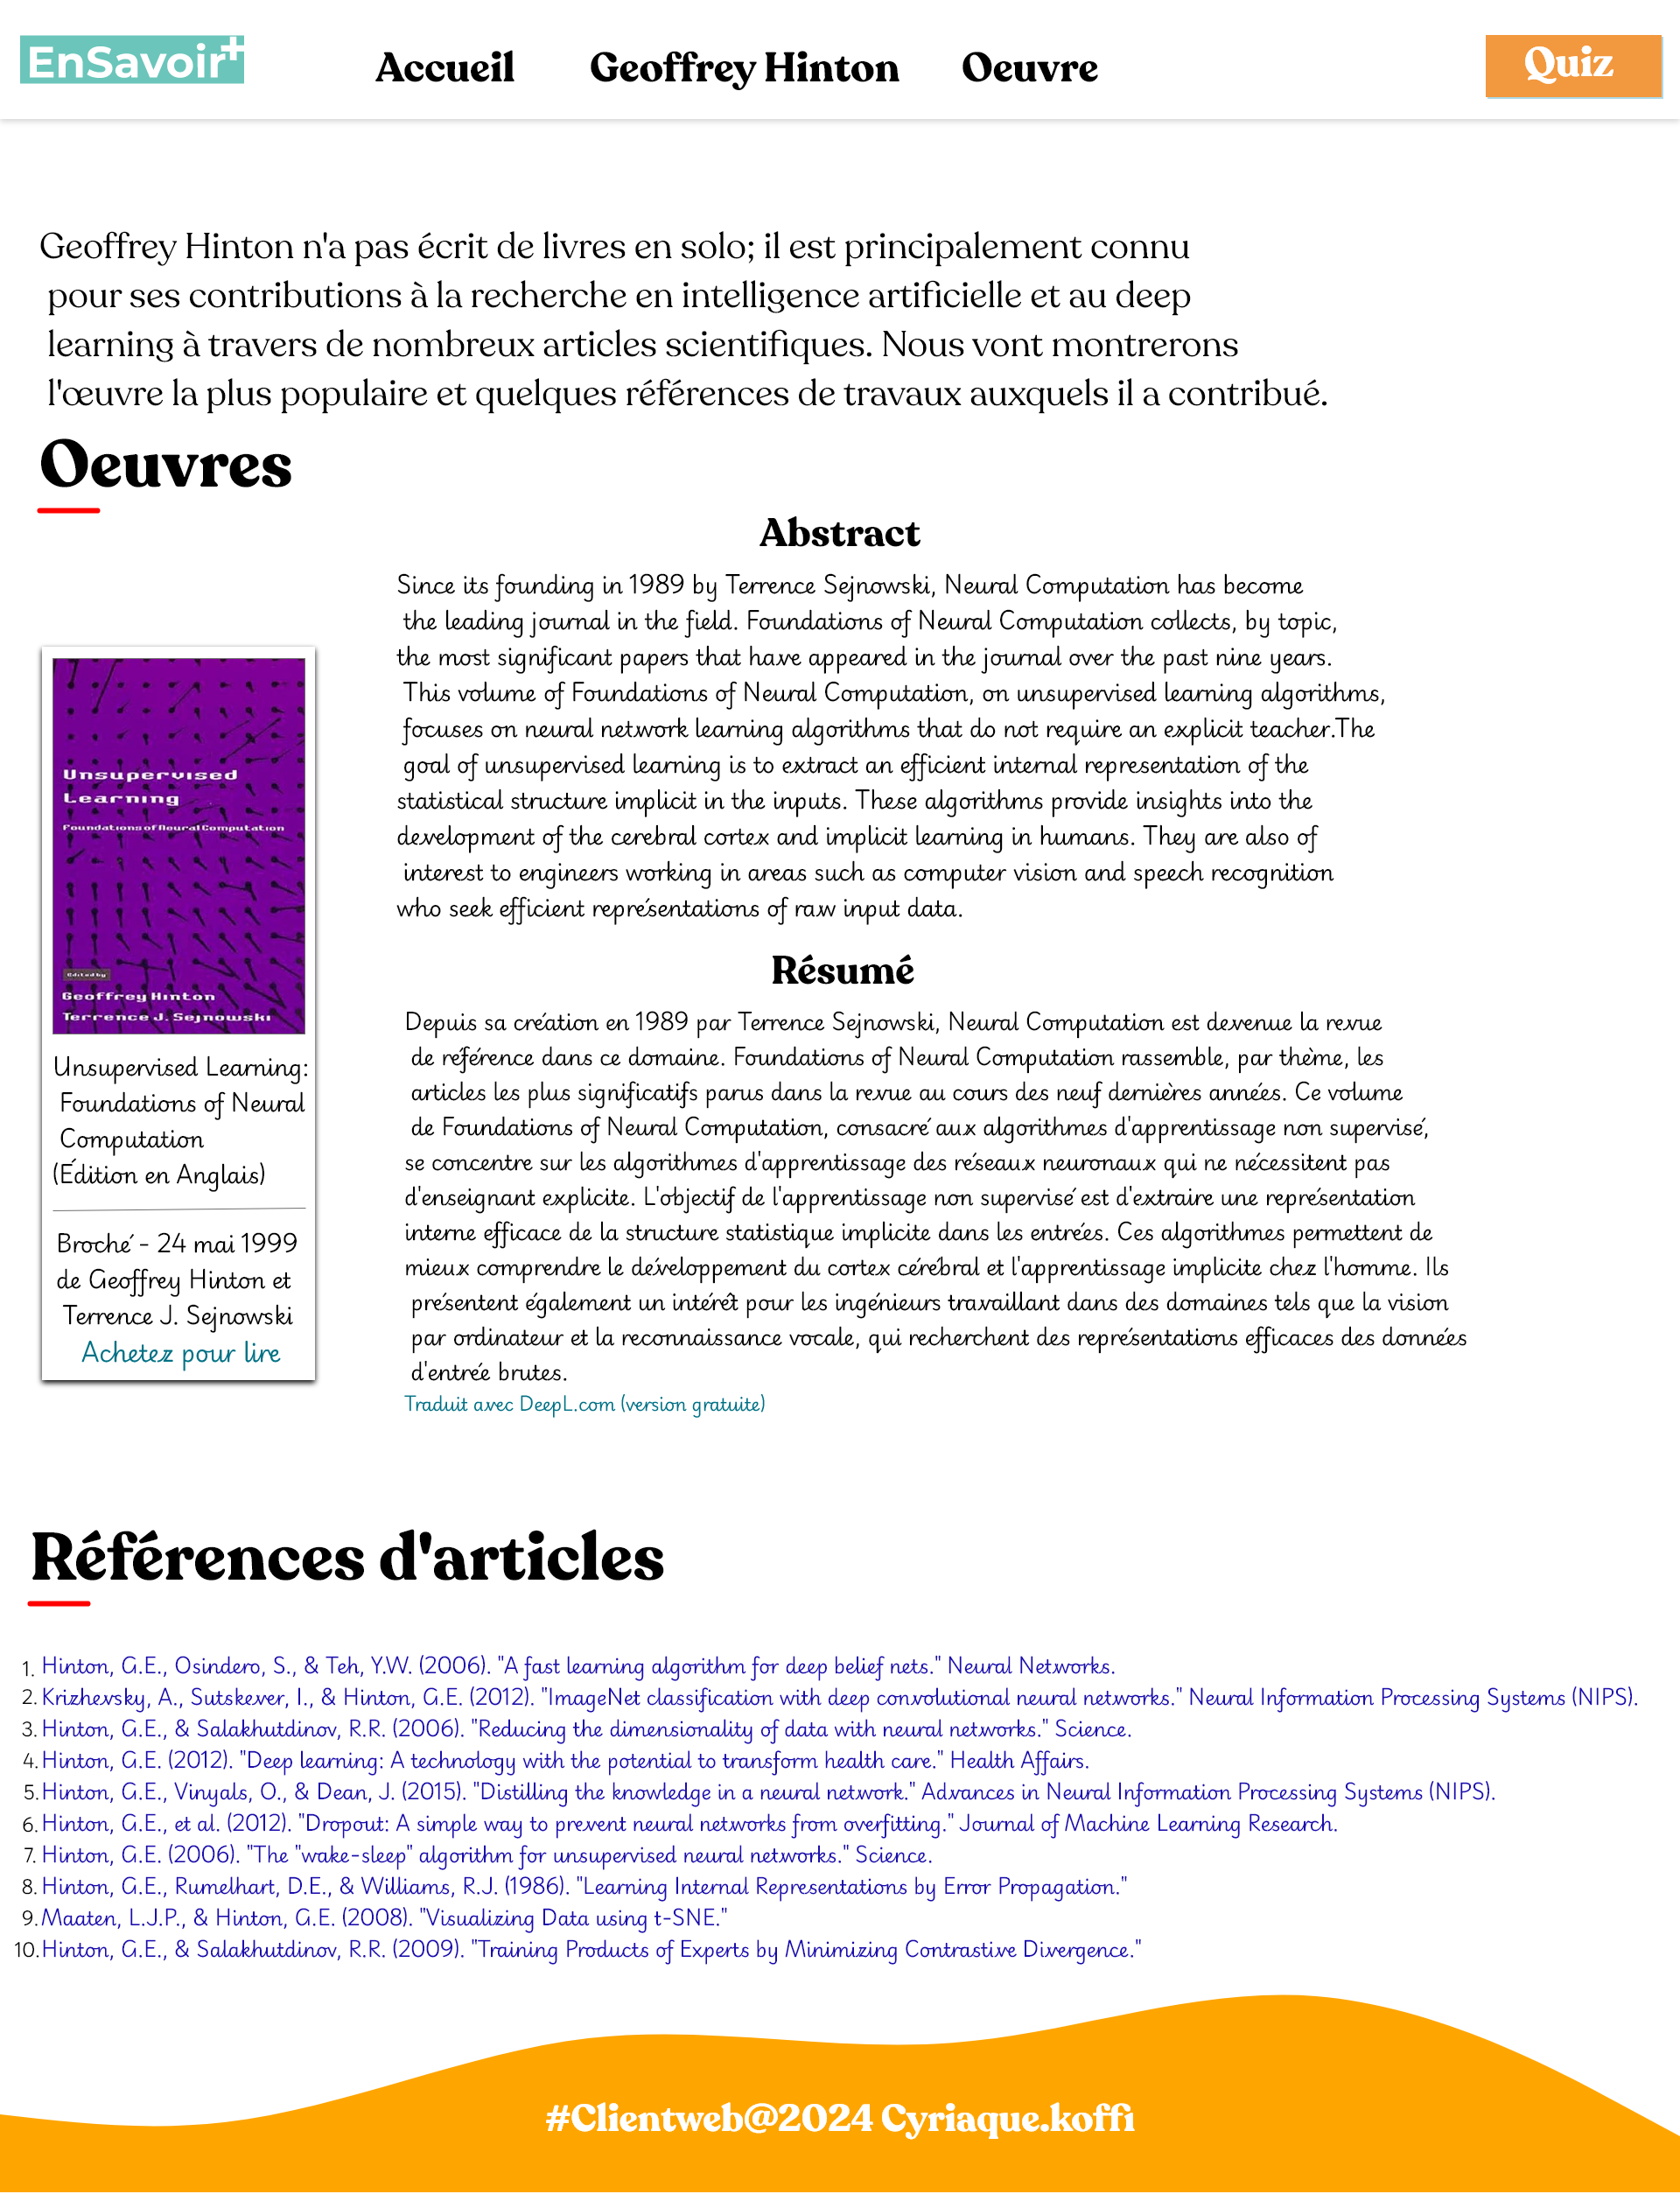 EnSavoir+
Accueil
Geoffrey Hinton
Oeuvre
Quiz
Geoffrey Hinton n'a pas écrit de livres en solo; il est principalement connu
pour ses contributions à la recherche en intelligence artificielle et au deep
learning à travers de nombreux articles scientifiques. Nous vont montrerons
l'œuvre la plus populaire et quelques références de travaux auxquels il a contribué.
Oeuvres
Unsupervised
Learning
Foundations of Neural Computation
Edited by
Geoffrey Hinton
Terrence J. Sejnowski
Unsupervised Learning:
Foundations of Neural
Computation
(Édition en Anglais)
Broché - 24 mai 1999
de Geoffrey Hinton et
Terrence J. Sejnowski
Achetez pour lire
Abstract
Since its founding in 1989 by Terrence Sejnowski, Neural Computation has become
the leading journal in the field. Foundations of Neural Computation collects, by topic,
the most significant papers that have appeared in the journal over the past nine years.
This volume of Foundations of Neural Computation, on unsupervised learning algorithms,
focuses on neural network learning algorithms that do not require an explicit teacher.The
goal of unsupervised learning is to extract an efficient internal representation of the
statistical structure implicit in the inputs. These algorithms provide insights into the
development of the cerebral cortex and implicit learning in humans. They are also of
interest to engineers working in areas such as computer vision and speech recognition
who seek efficient représentations of raw input data.
Résumé
Depuis sa création en 1989 par Terrence Sejnowski, Neural Computation est devenue la revue
de référence dans ce domaine. Foundations of Neural Computation rassemble, par thème, les
articles les plus significatifs parus dans la revue au cours des neuf dernières années. Ce volume
de Foundations of Neural Computation, consacré aux algorithmes d'apprentissage non supervisé,
se concentre sur les algorithmes d'apprentissage des réseaux neuronaux qui ne nécessitent pas
d'enseignant explicite. L'objectif de l'apprentissage non supervisé est d'extraire une représentation
interne efficace de la structure statistique implicite dans les entrées. Ces algorithmes permettent de
mieux comprendre le développement du cortex cérébral et l'apprentissage implicite chez l'homme. Ils
présentent également un intérêt pour les ingénieurs travaillant dans des domaines tels que la vision
par ordinateur et la reconnaissance vocale, qui recherchent des représentations efficaces des données
d'entrée brutes.
Traduit avec DeepL.com (version gratuite)
Références d'articles
1. Hinton, G.E., Osindero, S., & Teh, Y.W. (2006). "A fast learning algorithm for deep belief nets." Neural Networks.
2. Krizhevsky, A., Sutskever, I., & Hinton, G.E. (2012). "ImageNet classification with deep convolutional neural networks." Neural Information Processing Systems (NIPS).
3. Hinton, G.E., & Salakhutdinov, R.R. (2006). "Reducing the dimensionality of data with neural networks." Science.
4. Hinton, G.E. (2012). "Deep learning: A technology with the potential to transform health care." Health Affairs.
5. Hinton, G.E., Vinyals, O., & Dean, J. (2015). "Distilling the knowledge in a neural network." Advances in Neural Information Processing Systems (NIPS).
6. Hinton, G.E., et al. (2012). "Dropout: A simple way to prevent neural networks from overfitting." Journal of Machine Learning Research.
7. Hinton, G.E. (2006). "The "wake-sleep" algorithm for unsupervised neural networks." Science.
8. Hinton, G.E., Rumelhart, D.E., & Williams, R.J. (1986). "Learning Internal Representations by Error Propagation."
9. Maaten, L.J.P., & Hinton, G.E. (2008). "Visualizing Data using t-SNE."
10. Hinton, G.E., & Salakhutdinov, R.R. (2009). "Training Products of Experts by Minimizing Contrastive Divergence."
#Clientweb@2024 Cyriaque.koffi